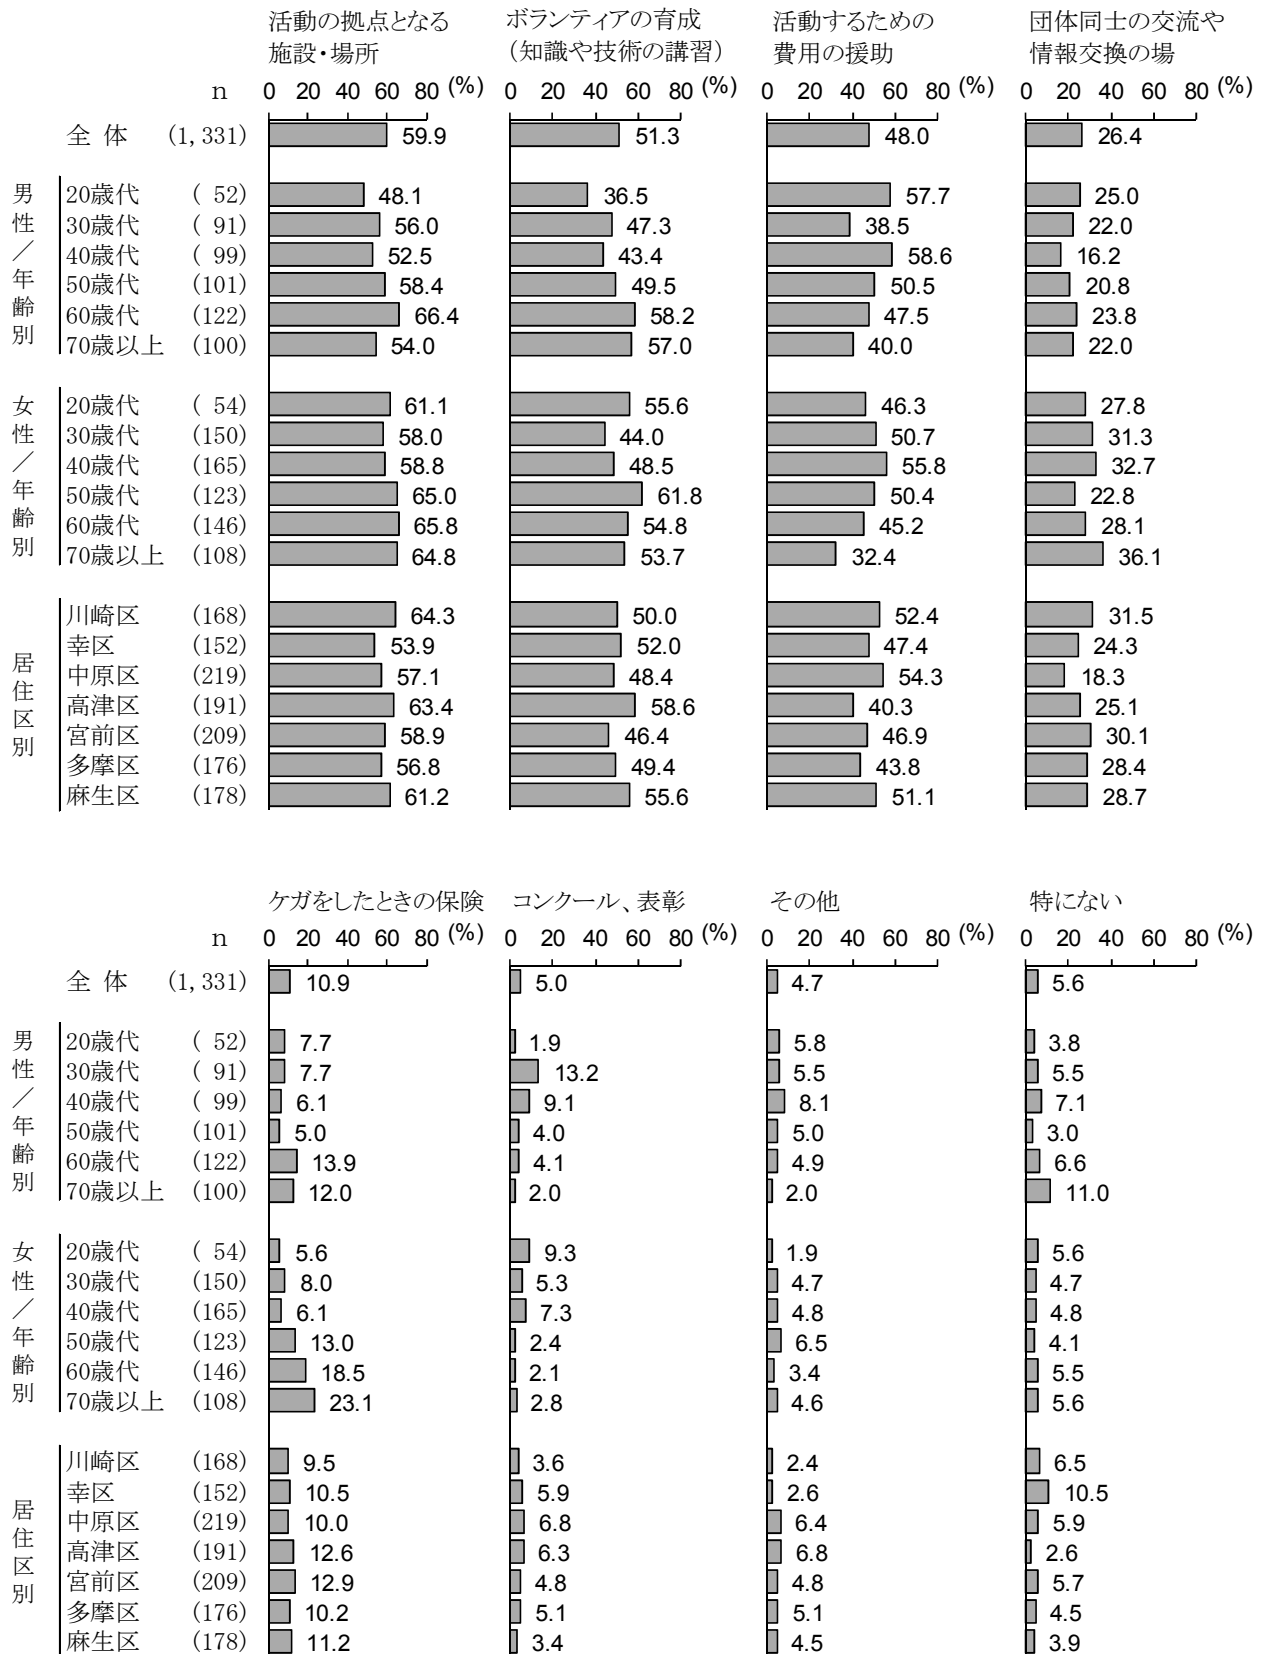 活動の拠点となる ボランティアの育成 活動するための 団体同士の交流や
施設・場所 （知識や技術の講習） 費用の援助 情報交換の場
n 0 20 40 60 80 (%) 0 20 40 60 80 (%) 0 20 40 60 80 (%) 0 20 40 60 80 (%)
全 体 (1,331) 59.9 51.3 48.0 26.4
男性／年齢別
20歳代 ( 52) 48.1 36.5 57.7 25.0
30歳代 ( 91) 56.0 47.3 38.5 22.0
40歳代 ( 99) 52.5 43.4 58.6 16.2
50歳代 (101) 58.4 49.5 50.5 20.8
60歳代 (122) 66.4 58.2 47.5 23.8
70歳以上 (100) 54.0 57.0 40.0 22.0
女性／年齢別
20歳代 ( 54) 61.1 55.6 46.3 27.8
30歳代 (150) 58.0 44.0 50.7 31.3
40歳代 (165) 58.8 48.5 55.8 32.7
50歳代 (123) 65.0 61.8 50.4 22.8
60歳代 (146) 65.8 54.8 45.2 28.1
70歳以上 (108) 64.8 53.7 32.4 36.1
居住区別
川崎区 (168) 64.3 50.0 52.4 31.5
幸区 (152) 53.9 52.0 47.4 24.3
中原区 (219) 57.1 48.4 54.3 18.3
高津区 (191) 63.4 58.6 40.3 25.1
宮前区 (209) 58.9 46.4 46.9 30.1
多摩区 (176) 56.8 49.4 43.8 28.4
麻生区 (178) 61.2 55.6 51.1 28.7
ケガをしたときの保険 コンクール、表彰 その他 特にない
n 0 20 40 60 80 (%) 0 20 40 60 80 (%) 0 20 40 60 80 (%) 0 20 40 60 80 (%)
全 体 (1,331) 10.9 5.0 4.7 5.6
男性／年齢別
20歳代 ( 52) 7.7 1.9 5.8 3.8
30歳代 ( 91) 7.7 13.2 5.5 5.5
40歳代 ( 99) 6.1 9.1 8.1 7.1
50歳代 (101) 5.0 4.0 5.0 3.0
60歳代 (122) 13.9 4.1 4.9 6.6
70歳以上 (100) 12.0 2.0 2.0 11.0
女性／年齢別
20歳代 ( 54) 5.6 9.3 1.9 5.6
30歳代 (150) 8.0 5.3 4.7 4.7
40歳代 (165) 6.1 7.3 4.8 4.8
50歳代 (123) 13.0 2.4 6.5 4.1
60歳代 (146) 18.5 2.1 3.4 5.5
70歳以上 (108) 23.1 2.8 4.6 5.6
居住区別
川崎区 (168) 9.5 3.6 2.4 6.5
幸区 (152) 10.5 5.9 2.6 10.5
中原区 (219) 10.0 6.8 6.4 5.9
高津区 (191) 12.6 6.3 6.8 2.6
宮前区 (209) 12.9 4.8 4.8 5.7
多摩区 (176) 10.2 5.1 5.1 4.5
麻生区 (178) 11.2 3.4 4.5 3.9